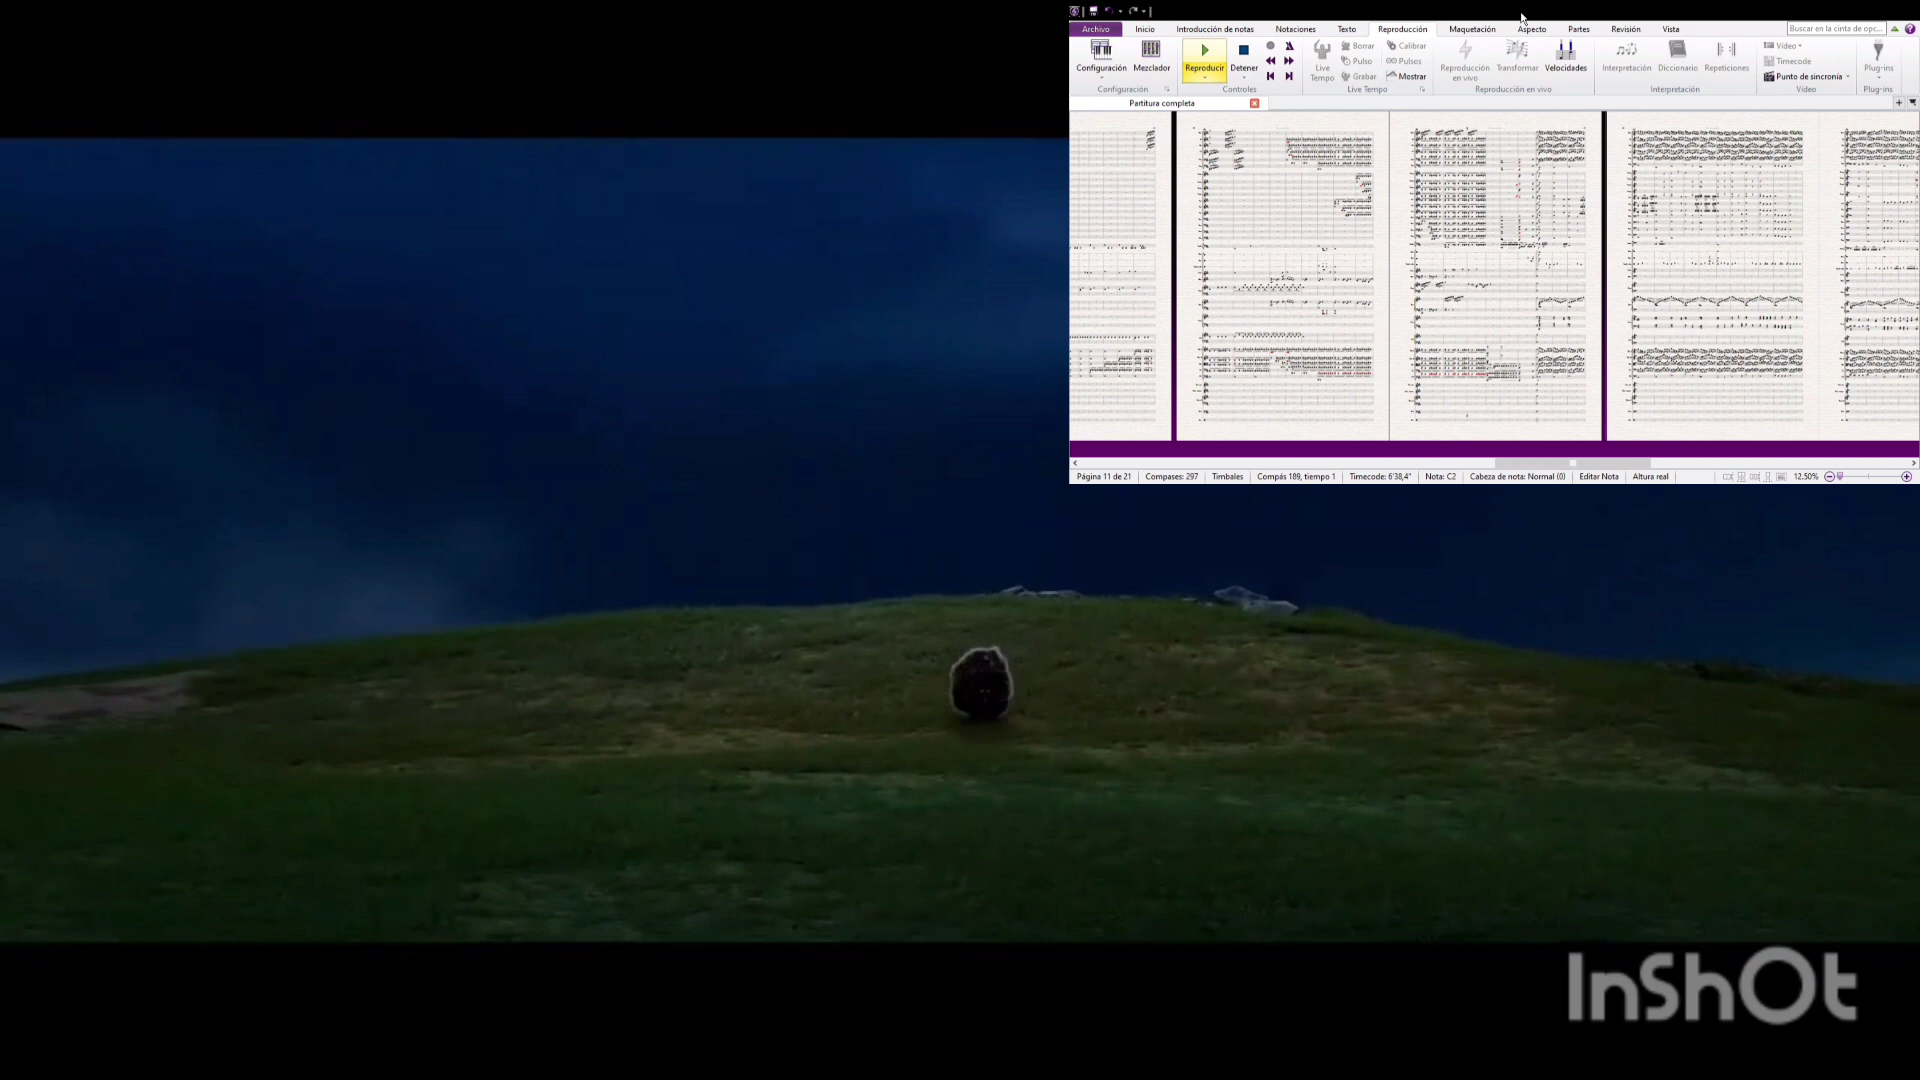 Archivo Inicio Introducción de notas Notaciones Texto Reproducción Maquetación Aspecto Partes Revisión Vista Buscar en la cinta de opc...
Configuración Mezclador Reproducir Detener Live Tempo Borrar Pulso Grabar Calibrar Pulsos Mostrar Reproducción en vivo Transformar Velocidades Interpretación Diccionario Repeticiones Vídeo Timecode Punto de sincronía Plug-ins
Configuración Controles Live Tempo Reproducción en vivo Interpretación Vídeo Plug-ins
Partitura completa
Página 11 de 21 Compases: 297 Timbales Compás 189, tiempo 1 Timecode: 6'38,4" Nota: C2 Cabeza de nota: Normal (0) Editar Nota Altura real 12.50%
InShOt